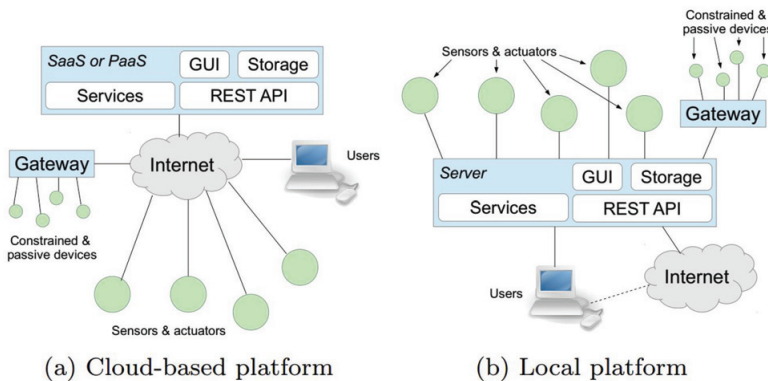 SaaS or PaaS
GUI
Storage
Services
REST API
Gateway
Internet
Users
Constrained &
passive devices
Sensors & actuators
(a) Cloud-based platform
Sensors & actuators
Constrained &
passive devices
Gateway
Server
GUI
Storage
Services
REST API
Users
Internet
(b) Local platform